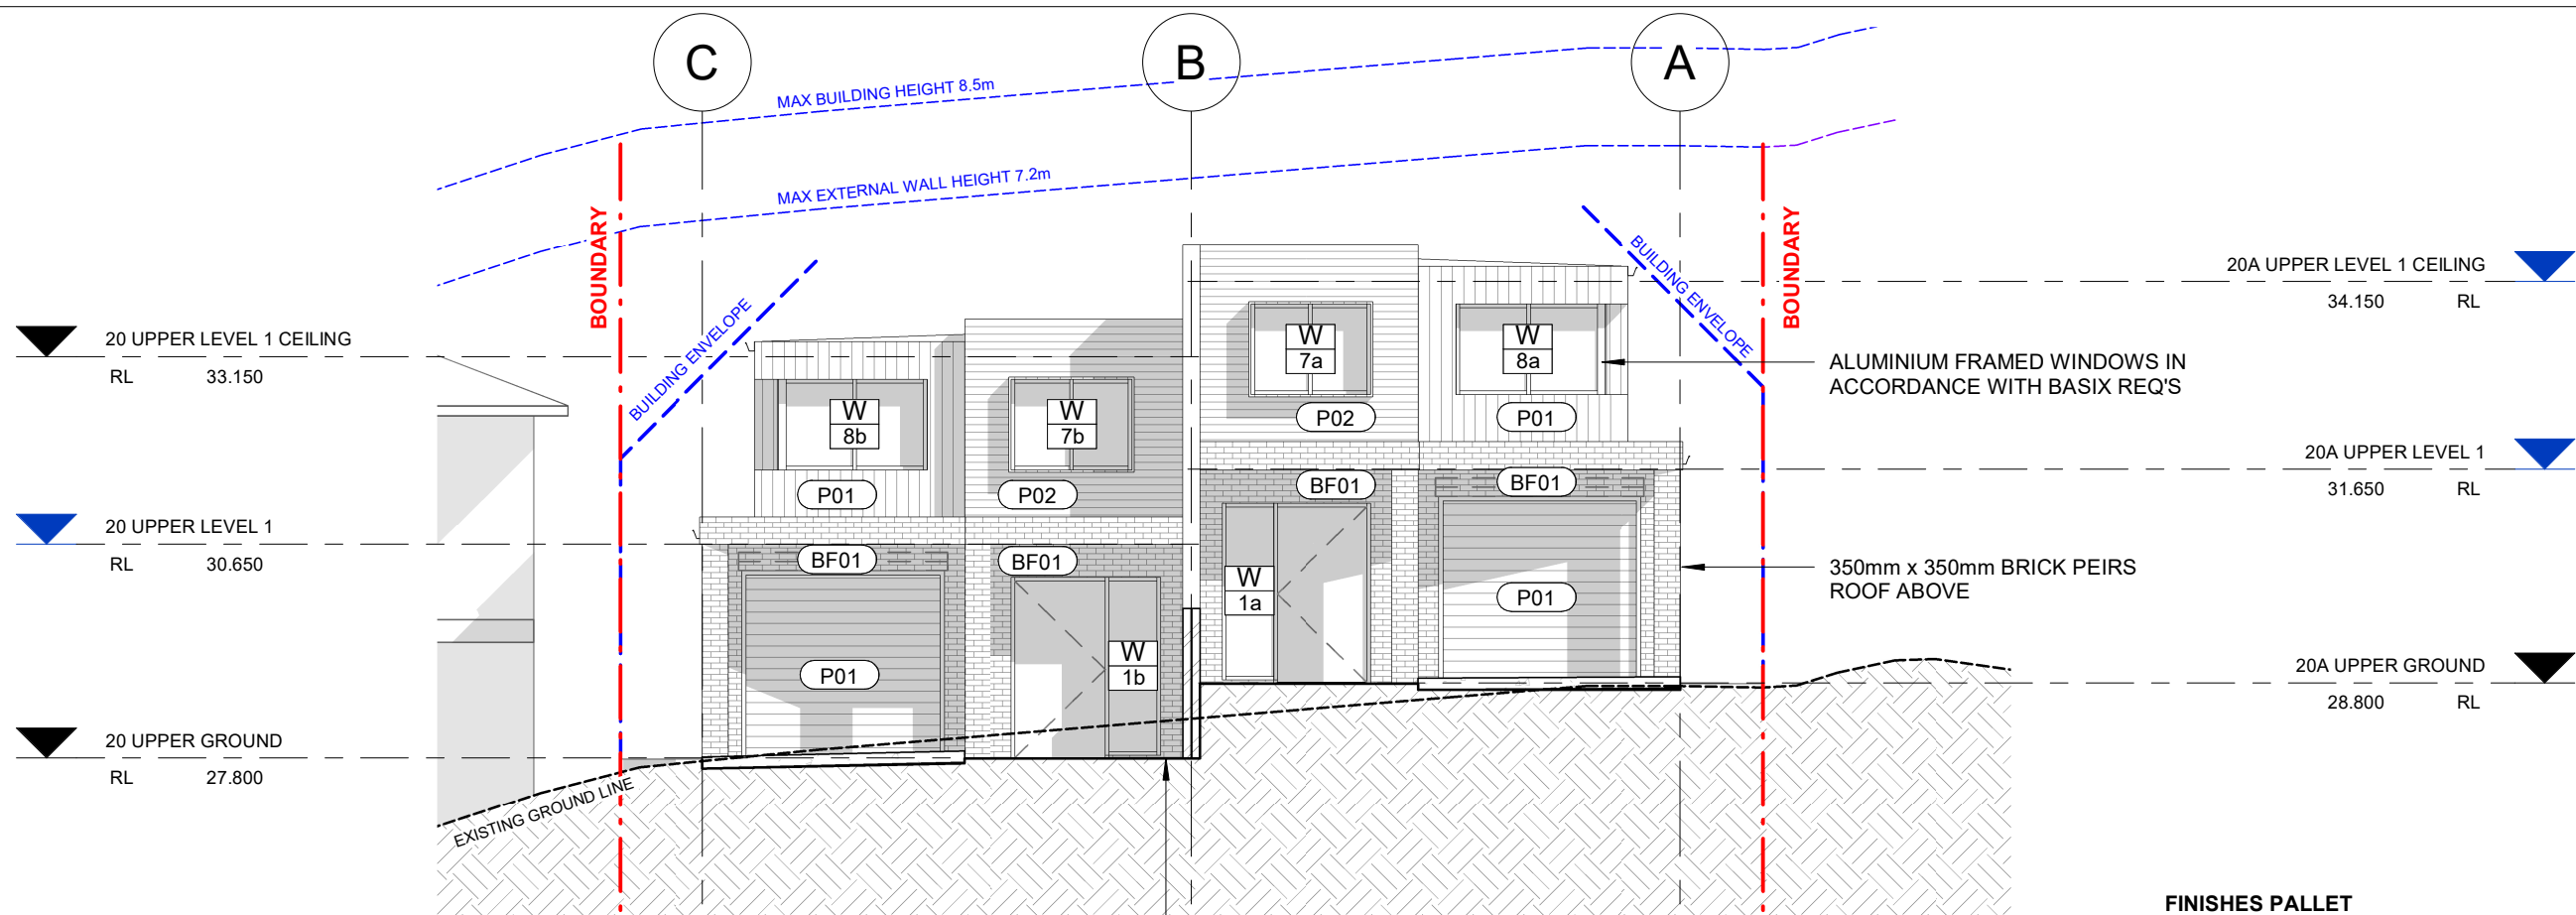 C
B
A
MAX BUILDING HEIGHT 8.5m
MAX EXTERNAL WALL HEIGHT 7.2m
BOUNDARY
BOUNDARY
BUILDING ENVELOPE
BUILDING ENVELOPE
20A UPPER LEVEL 1 CEILING
34.150 RL
20 UPPER LEVEL 1 CEILING
RL 33.150
W
7a
W
8a
ALUMINIUM FRAMED WINDOWS IN
ACCORDANCE WITH BASIX REQ'S
W
8b
W
7b
P02
P01
20A UPPER LEVEL 1
31.650 RL
P01
P02
BF01
BF01
20 UPPER LEVEL 1
RL 30.650
BF01
BF01
W
1a
P01
350mm x 350mm BRICK PEIRS
ROOF ABOVE
P01
W
1b
20A UPPER GROUND
28.800 RL
20 UPPER GROUND
RL 27.800
EXISTING GROUND LINE
FINISHES PALLET